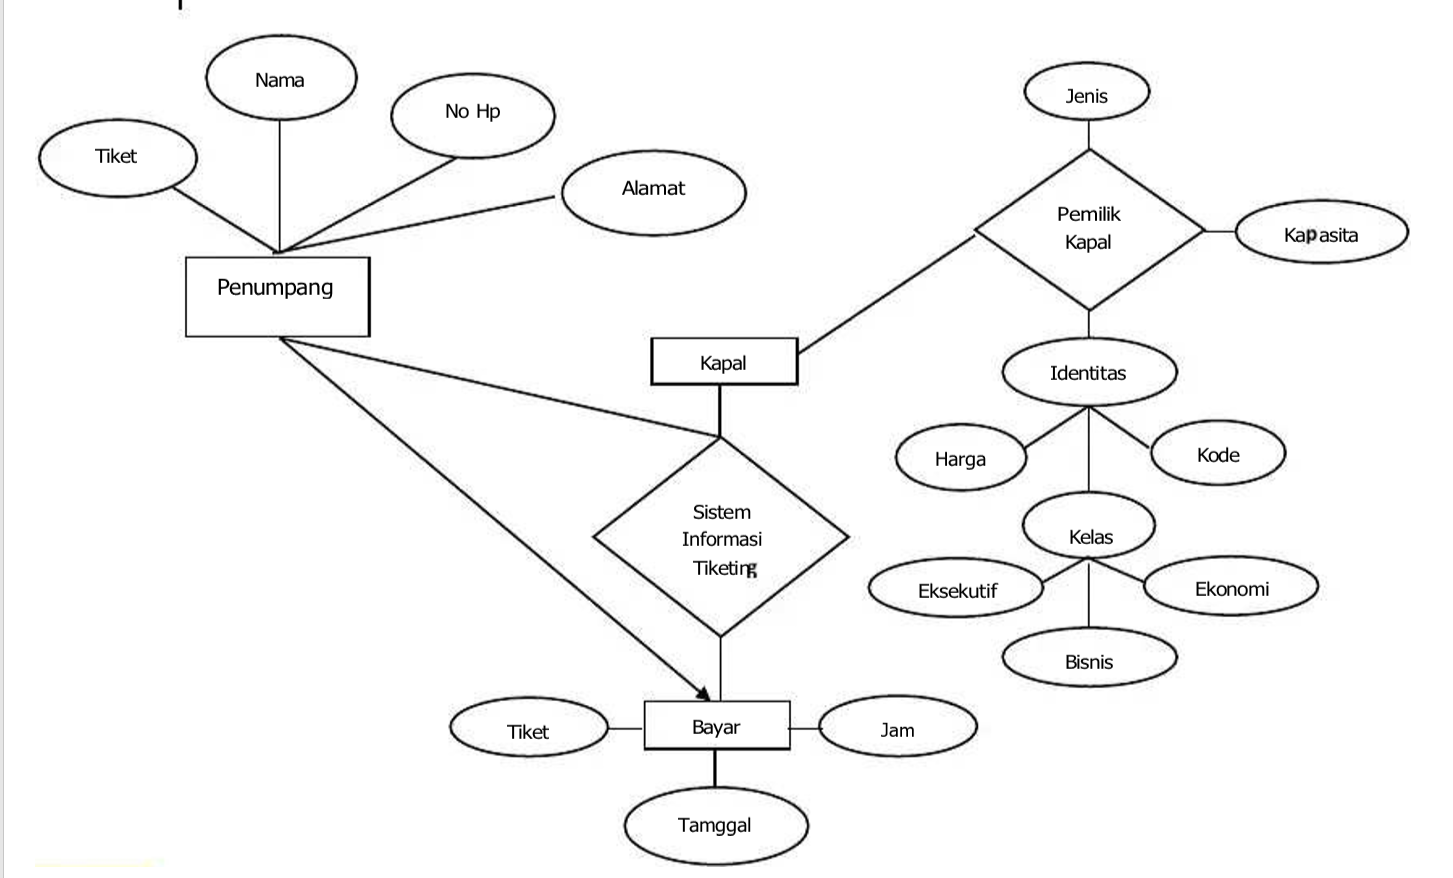 Nama
No Hp
Tiket
Alamat
Penumpang
Jenis
Pemilik
Kapal
Kapasita
Kapal
Identitas
Harga
Kode
Kelas
Eksekutif
Ekonomi
Bisnis
Sistem
Informasi
Tiketing
Tiket
Bayar
Jam
Tamggal